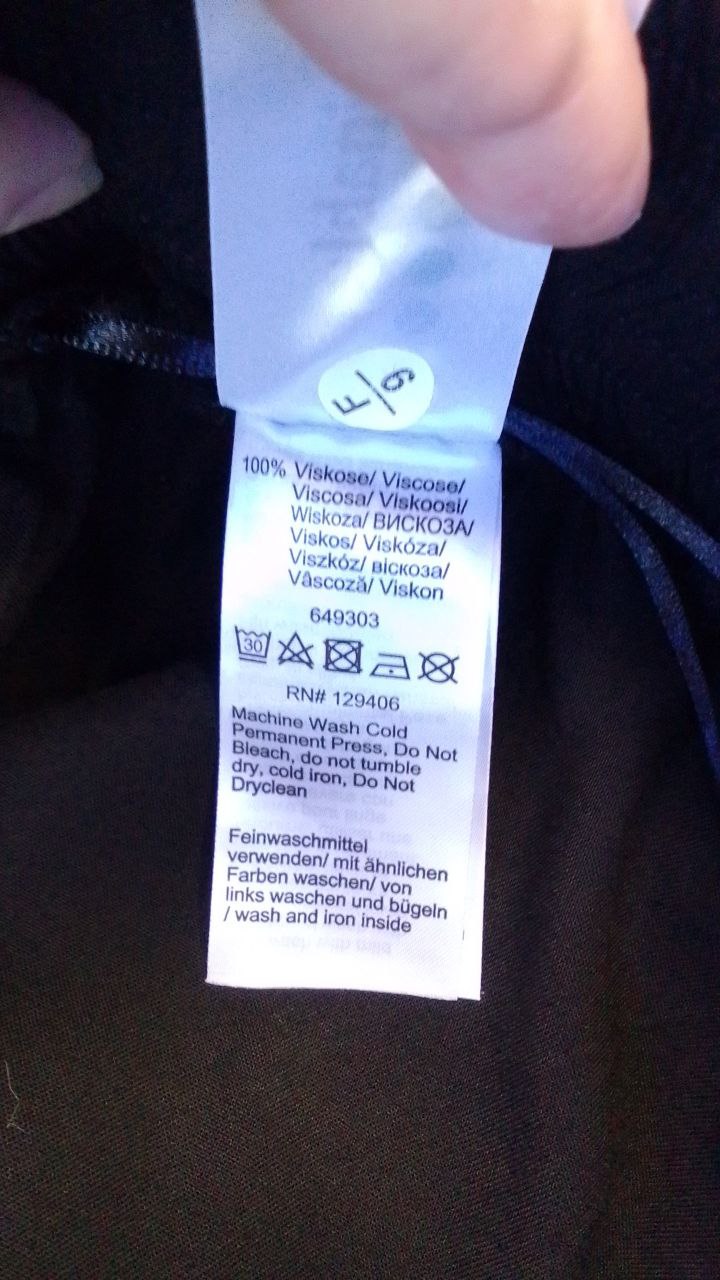 F/9
100% Viskose/ Viscose/
Viscosa/ Viskoosi/
Wiskoza/ ВИСКОЗА/
Viskos/ Viskóza/
Viszkóz/ віскоза/
Vâscoză/ Viskon
649303
30
RN# 129406
Machine Wash Cold
Permanent Press, Do Not
Bleach, do not tumble
dry, cold iron, Do Not
Dryclean
Feinwaschmittel
verwenden/ mit ähnlichen
Farben waschen/ von
links waschen und bügeln
/ wash and iron inside